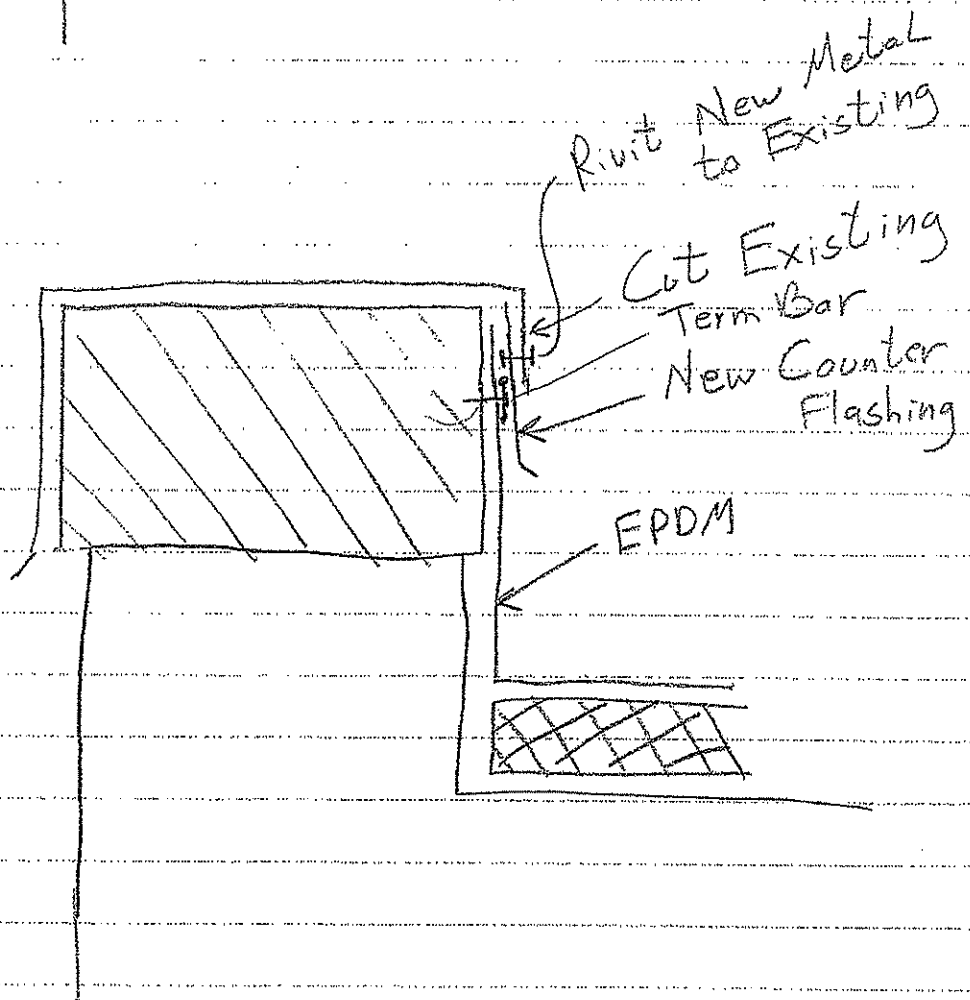 Rivit New Metal
to Existing
Cut Existing
Term Bar
New Counter
Flashing
EPDM